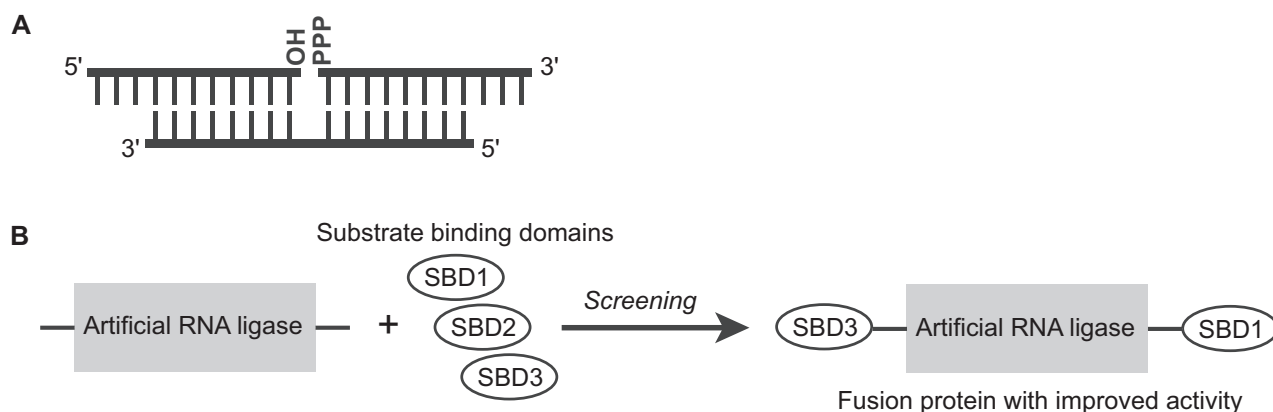 A
OH
PPP
5'
3'
3'
5'
B
Substrate binding domains
SBD1
SBD2
SBD3
Artificial RNA ligase
+
Screening
SBD3
Artificial RNA ligase
SBD1
Fusion protein with improved activity